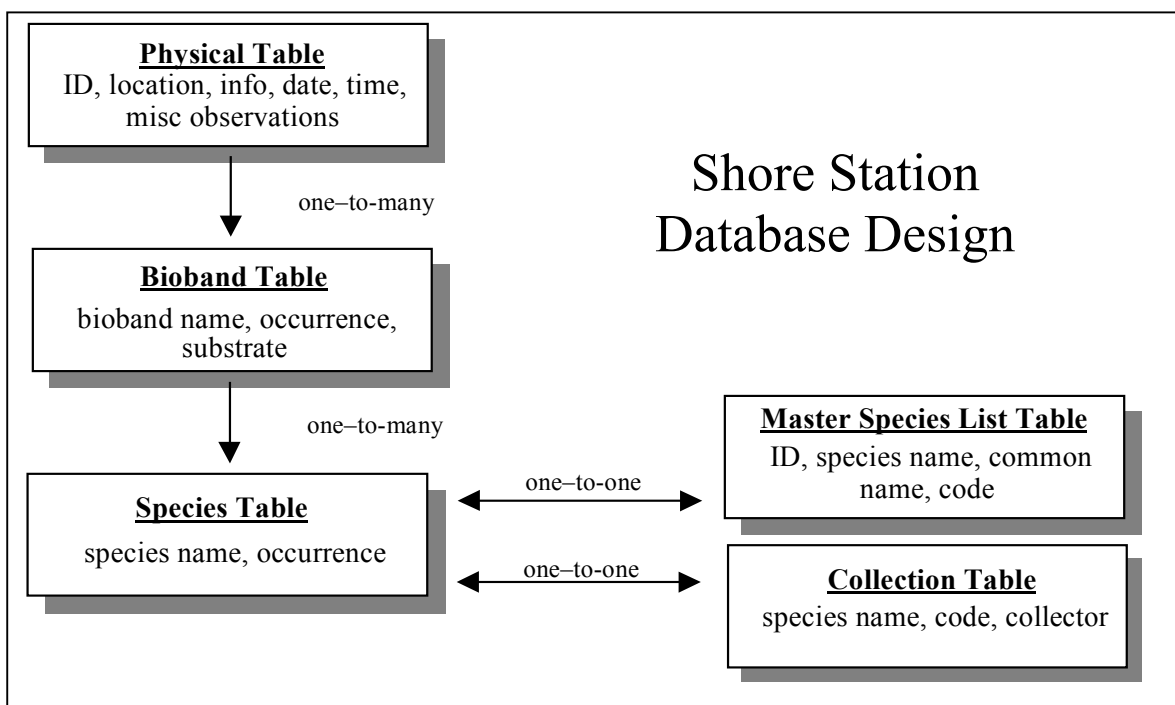 Physical Table
ID, location, info, date, time,
misc observations
one–to-many
Shore Station
Database Design
Bioband Table
bioband name, occurrence,
substrate
one–to-many
Species Table
species name, occurrence
one–to-one
Master Species List Table
ID, species name, common
name, code
one–to-one
Collection Table
species name, code, collector